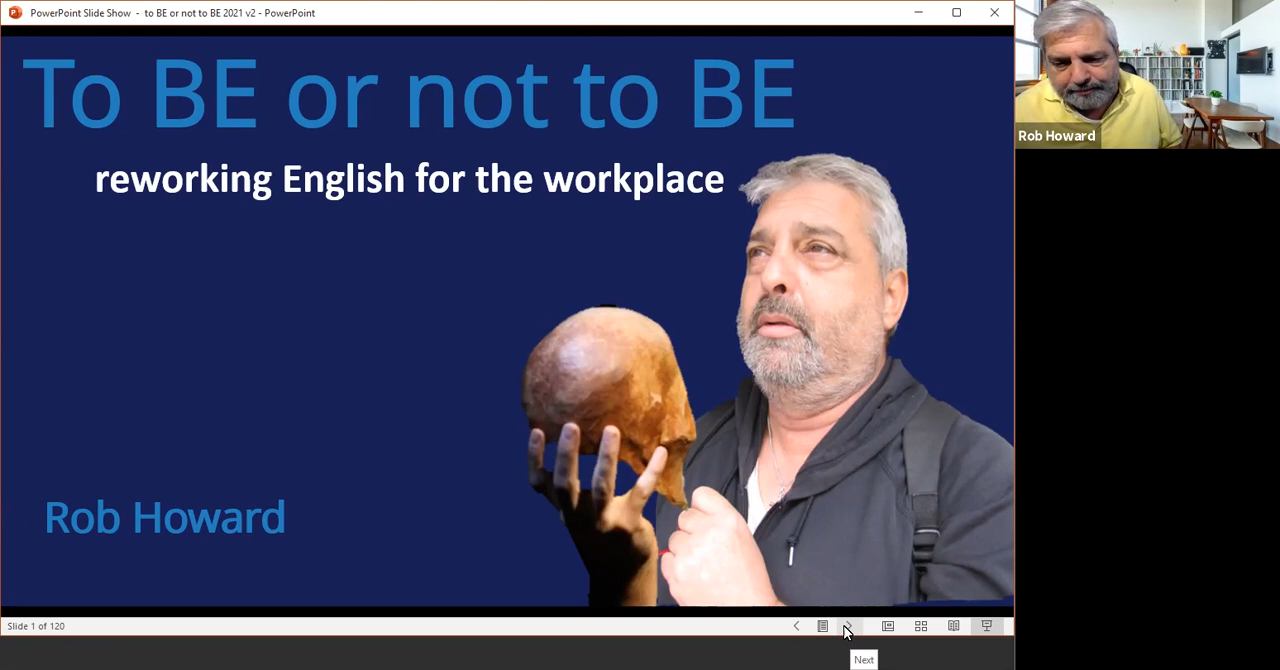 PowerPoint Slide Show - to BE or not to BE 2021 v2 - PowerPoint
To BE or not to BE
reworking English for the workplace
Rob Howard
Rob Howard
Slide 1 of 120
Next